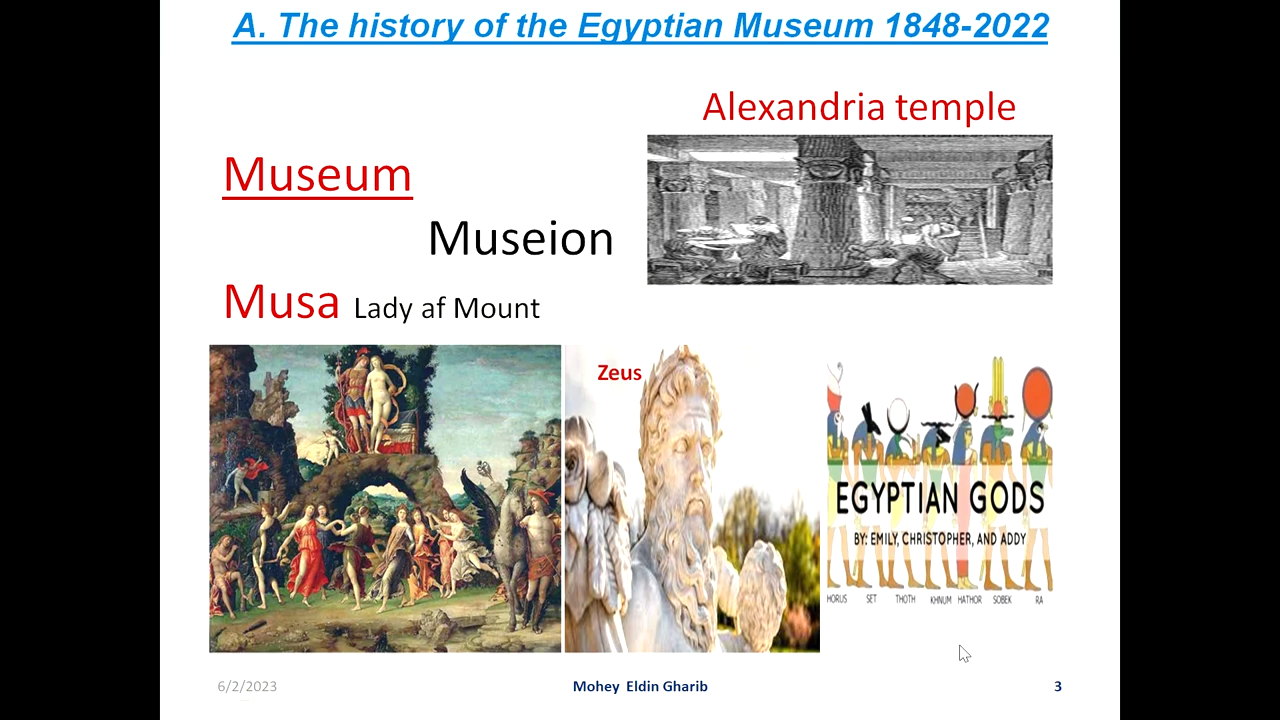 A. The history of the Egyptian Museum 1848-2022
Alexandria temple
Museum
Museion
Musa Lady af Mount
Zeus
EGYPTIAN GODS
BY: EMILY, CHRISTOPHER, AND ADDY
HORUS SET THOTH KHNUM HATHOR SOBEK RA
6/2/2023 Mohey Eldin Gharib 3